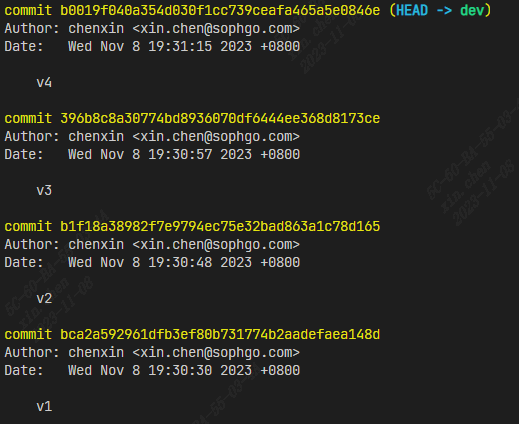 commit b0019f040a354d030f1cc739ceafa465a5e0846e (HEAD -> dev)
Author: chenxin <xin.chen@sophgo.com>
Date:   Wed Nov 8 19:31:15 2023 +0800
v4
commit 396b8c8a30774bd8936070df6444ee368d8173ce
Author: chenxin <xin.chen@sophgo.com>
Date:   Wed Nov 8 19:30:57 2023 +0800
v3
commit b1f18a38982f7e9794ec75e32bad863a1c78d165
Author: chenxin <xin.chen@sophgo.com>
Date:   Wed Nov 8 19:30:48 2023 +0800
v2
commit bca2a592961dfb3ef80b731774b2aadefaea148d
Author: chenxin <xin.chen@sophgo.com>
Date:   Wed Nov 8 19:30:30 2023 +0800
v1